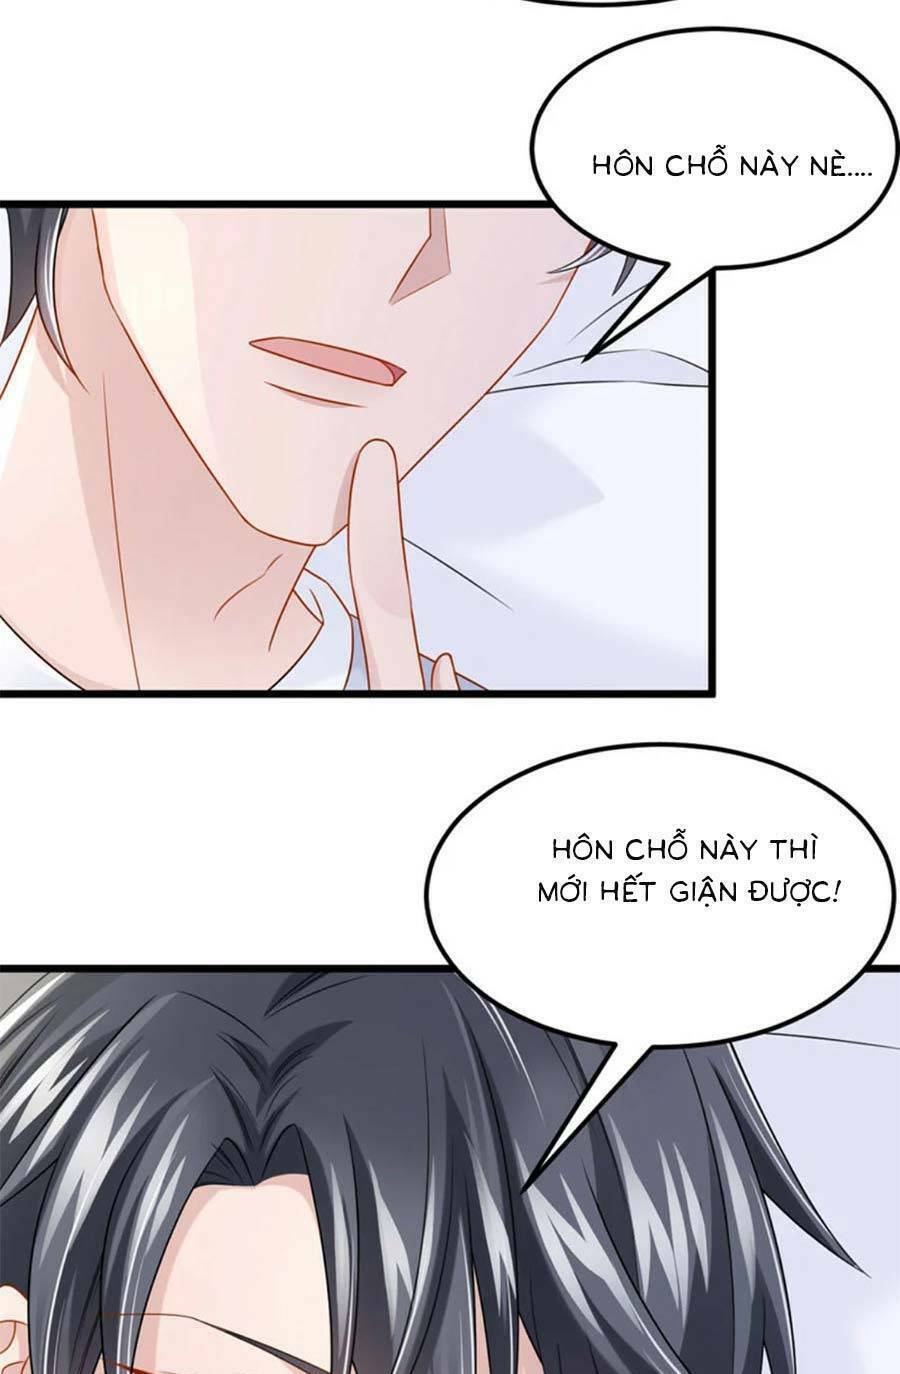 HÔN CHỖ NÀY NÈ....
HÔN CHỖ NÀY THÌ
MỚI HẾT GIẬN ĐƯỢC!